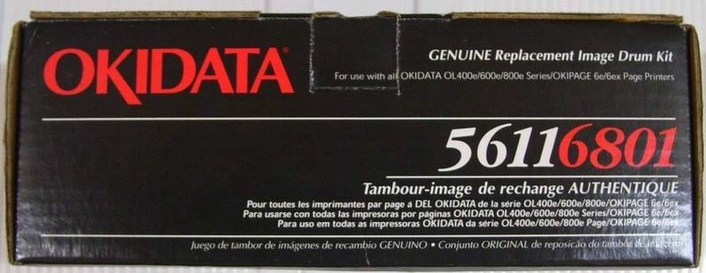 OKIDATA®
GENUINE Replacement Image Drum Kit
For use with all OKIDATA OL400e/600e/800e Series/OKIPAGE 6e/6ex Page Printers
56116801
Tambour-image de rechange AUTHENTIQUE
Pour toutes les imprimantes par page à DEL OKIDATA de la série OL400e/600e/800e/OKIPAGE 6e/6ex
Para usarse con todas las impresoras por páginas OKIDATA OL400e/600e/800e Series/OKIPAGE 6e/6ex
Para uso em todas as impressoras OKIDATA da série OL400e/600e/800e Page/OKIPAGE 6e/6ex
Juego de tambor de imágenes de recambio GENUINO • Conjunto ORIGINAL de reposição do tambor de imagem